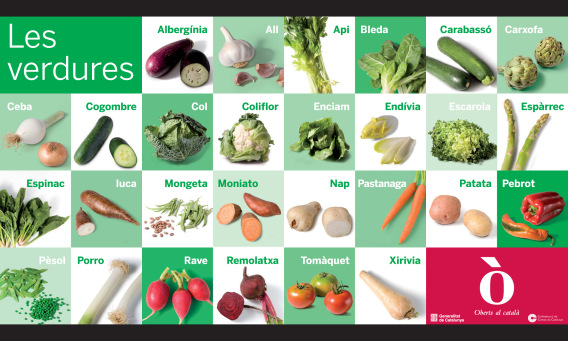 Les
verdures
Albergínia
All
Api
Bleda
Carabassó
Carxofa
Ceba
Cogombre
Col
Coliflor
Enciam
Endívia
Escarola
Espàrrec
Espinac
Iuca
Mongeta
Moniato
Nap
Pastanaga
Patata
Pebrot
Pèsol
Porro
Rave
Remolatxa
Tomàquet
Xirivia
Ò
Oberts al català
Generalitat
de Catalunya